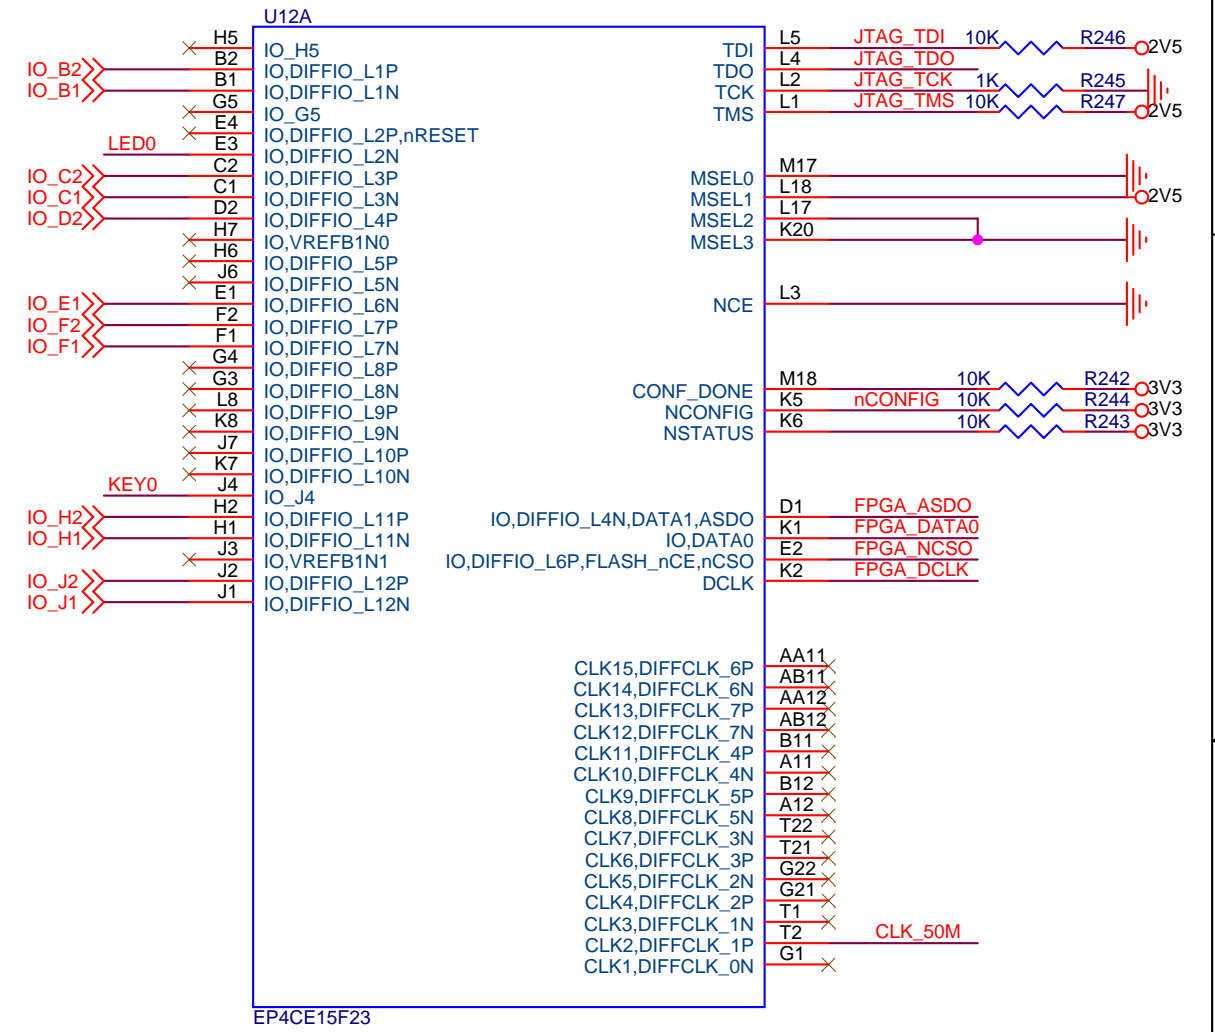 U12A
H5 IO_H5
IO_B2 B2 IO,DIFFIO_L1P
IO_B1 B1 IO,DIFFIO_L1N
G5 IO_G5
E4 IO,DIFFIO_L2P,nRESET
LED0 E3 IO,DIFFIO_L2N
IO_C2 C2 IO,DIFFIO_L3P
IO_C1 C1 IO,DIFFIO_L3N
IO_D2 D2 IO,DIFFIO_L4P
H7 IO,VREFB1N0
H6 IO,DIFFIO_L5P
J6 IO,DIFFIO_L5N
IO_E1 E1 IO,DIFFIO_L6N
IO_F2 F2 IO,DIFFIO_L7P
IO_F1 F1 IO,DIFFIO_L7N
G4 IO,DIFFIO_L8P
G3 IO,DIFFIO_L8N
L8 IO,DIFFIO_L9P
K8 IO,DIFFIO_L9N
J7 IO,DIFFIO_L10P
K7 IO,DIFFIO_L10N
KEY0 J4 IO_J4
IO_H2 H2 IO,DIFFIO_L11P
IO_H1 H1 IO,DIFFIO_L11N
J3 IO,VREFB1N1
IO_J2 J2 IO,DIFFIO_L12P
IO_J1 J1 IO,DIFFIO_L12N
TDI L5 JTAG_TDI 10K R246 2V5
TDO L4 JTAG_TDO
TCK L2 JTAG_TCK 1K R245
TMS L1 JTAG_TMS 10K R247 2V5
MSEL0 M17
MSEL1 L18 2V5
MSEL2 L17
MSEL3 K20
NCE L3
CONF_DONE M18 10K R242 3V3
NCONFIG K5 nCONFIG 10K R244 3V3
NSTATUS K6 10K R243 3V3
IO,DIFFIO_L4N,DATA1,ASDO D1 FPGA_ASDO
IO,DATA0 K1 FPGA_DATA0
IO,DIFFIO_L6P,FLASH_nCE,nCSO E2 FPGA_NCSO
DCLK K2 FPGA_DCLK
CLK15,DIFFCLK_6P AA11
CLK14,DIFFCLK_6N AB11
CLK13,DIFFCLK_7P AA12
CLK12,DIFFCLK_7N AB12
CLK11,DIFFCLK_4P B11
CLK10,DIFFCLK_4N A11
CLK9,DIFFCLK_5P B12
CLK8,DIFFCLK_5N A12
CLK7,DIFFCLK_3N T22
CLK6,DIFFCLK_3P T21
CLK5,DIFFCLK_2N G22
CLK4,DIFFCLK_2P G21
CLK3,DIFFCLK_1N T1
CLK2,DIFFCLK_1P T2 CLK_50M
CLK1,DIFFCLK_0N G1
EP4CE15F23